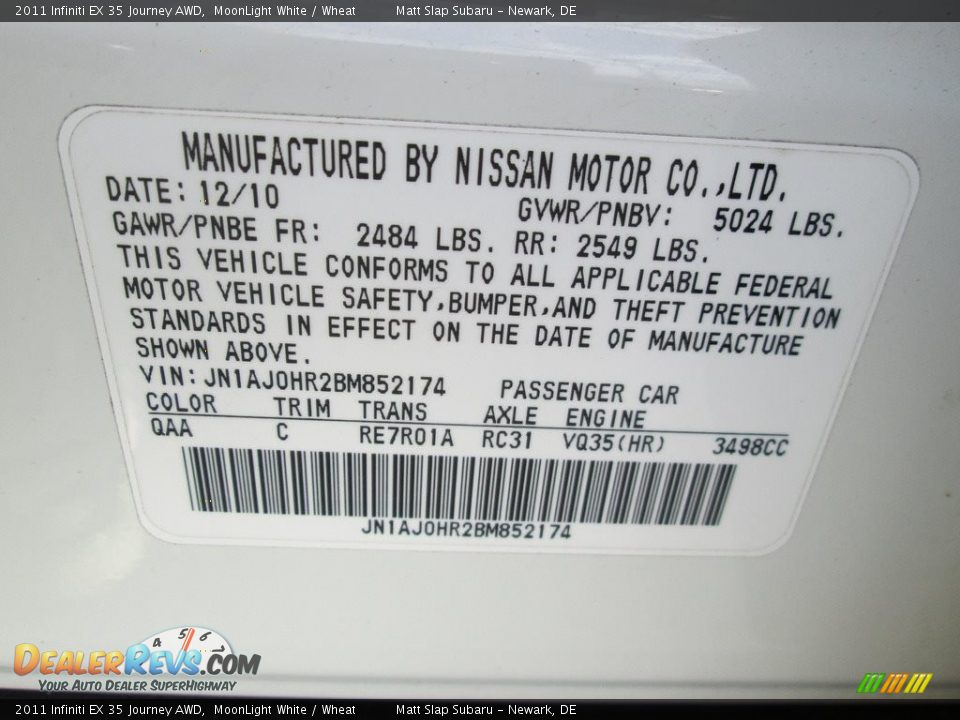 2011 Infiniti EX 35 Journey AWD, MoonLight White / Wheat Matt Slap Subaru - Newark, DE
MANUFACTURED BY NISSAN MOTOR CO.,LTD.
DATE: 12/10 GVWR/PNBV: 5024 LBS.
GAWR/PNBE FR: 2484 LBS. RR: 2549 LBS.
THIS VEHICLE CONFORMS TO ALL APPLICABLE FEDERAL
MOTOR VEHICLE SAFETY,BUMPER,AND THEFT PREVENTION
STANDARDS IN EFFECT ON THE DATE OF MANUFACTURE
SHOWN ABOVE.
VIN: JN1AJ0HR2BM852174 PASSENGER CAR
COLOR TRIM TRANS AXLE ENGINE
QAA C RE7R01A RC31 VQ35(HR) 3498CC
JN1AJ0HR2BM852174
4 5 6
DealerRevs.com
Your Auto Dealer SuperHighway
2011 Infiniti EX 35 Journey AWD, MoonLight White / Wheat Matt Slap Subaru - Newark, DE